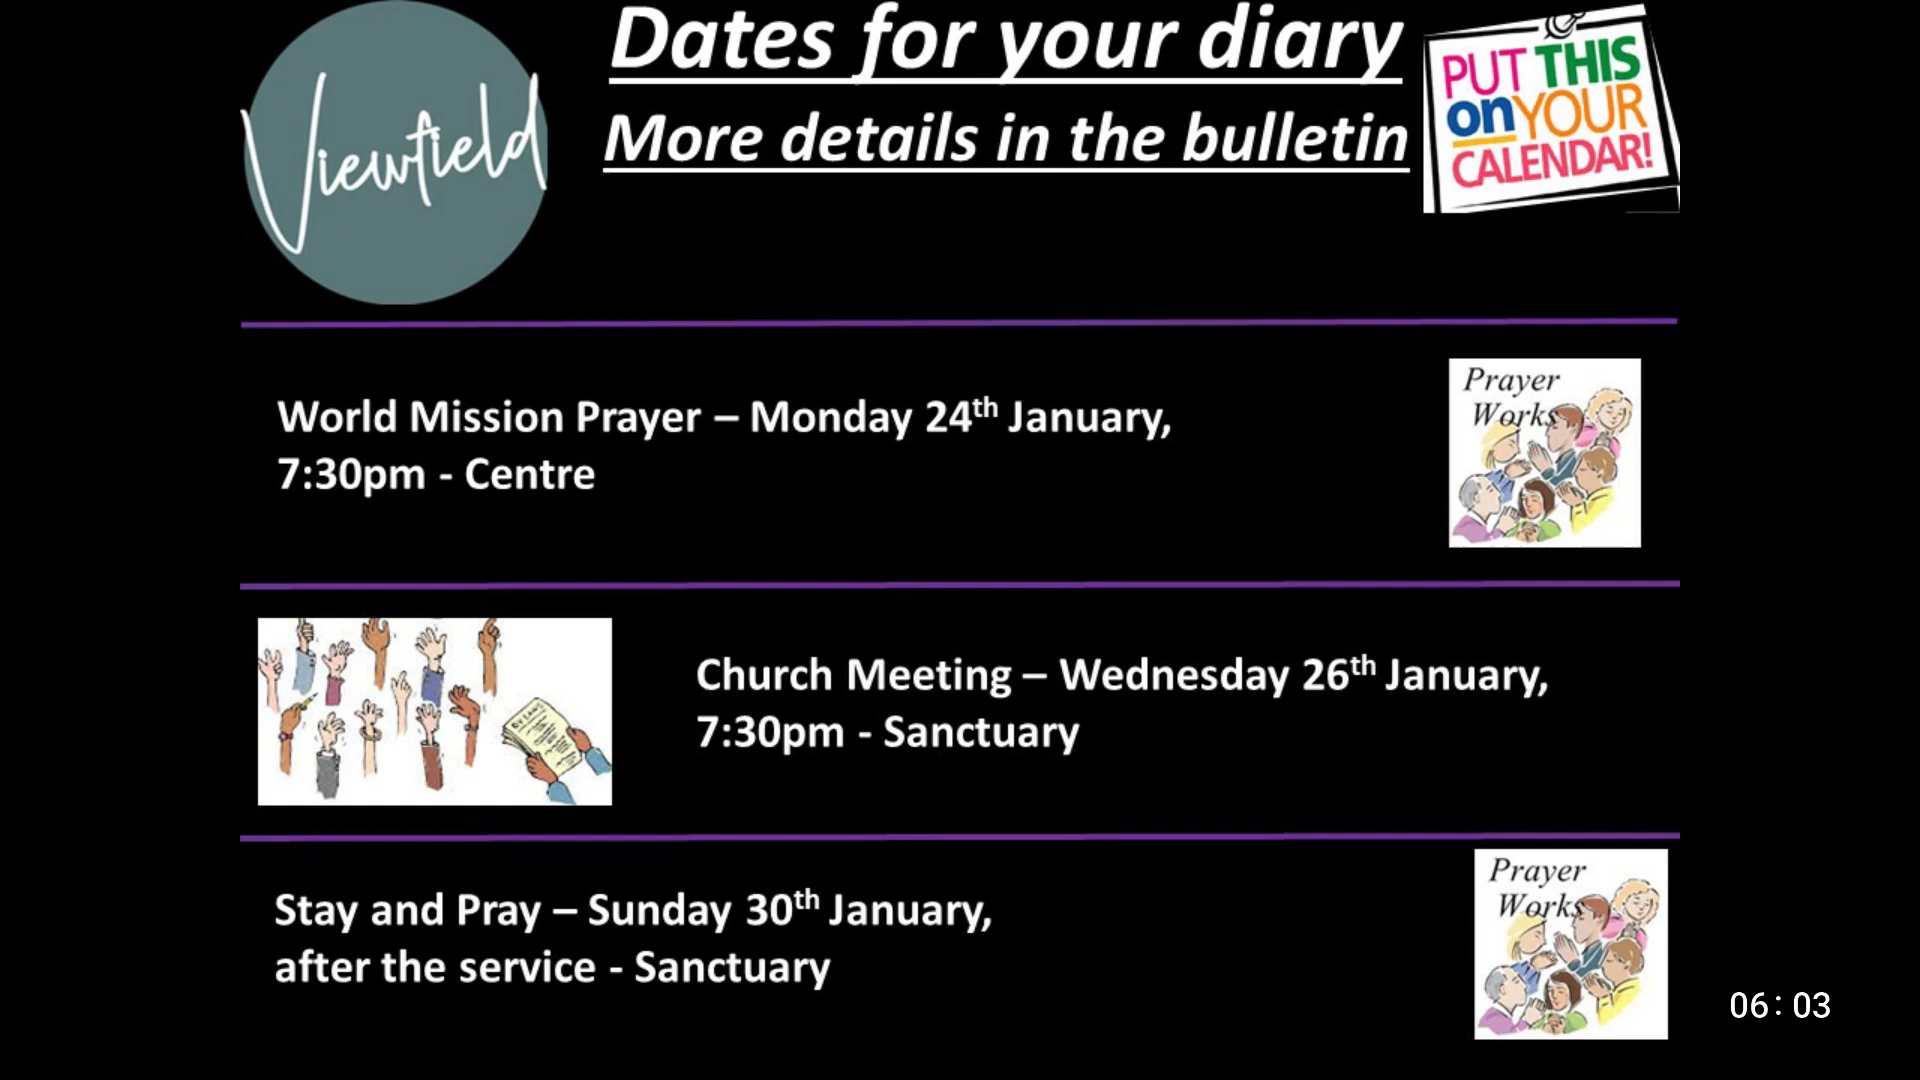 Viewfield
Dates for your diary
More details in the bulletin
PUT THIS
on YOUR
CALENDAR!
World Mission Prayer – Monday 24th January,
7:30pm - Centre
Prayer
Works
BY LAWS
Church Meeting – Wednesday 26th January,
7:30pm - Sanctuary
Stay and Pray – Sunday 30th January,
after the service - Sanctuary
Prayer
Works
06: 03